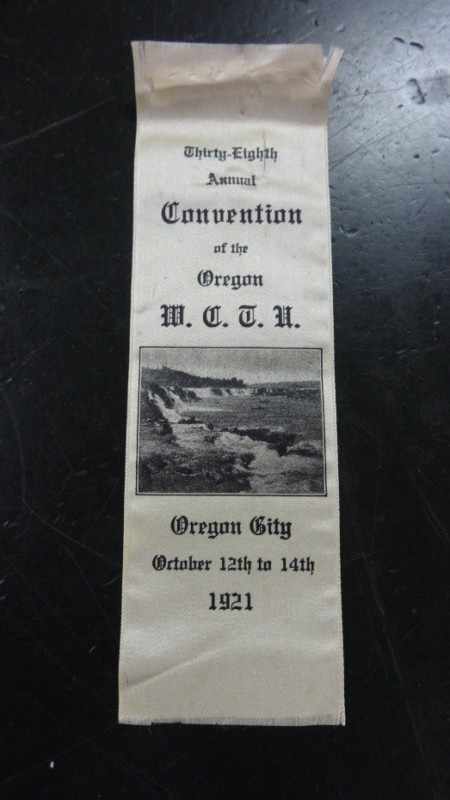 Thirty-Eighth
Annual
Convention
of the
Oregon
W. C. T. U.
Oregon City
October 12th to 14th
1921